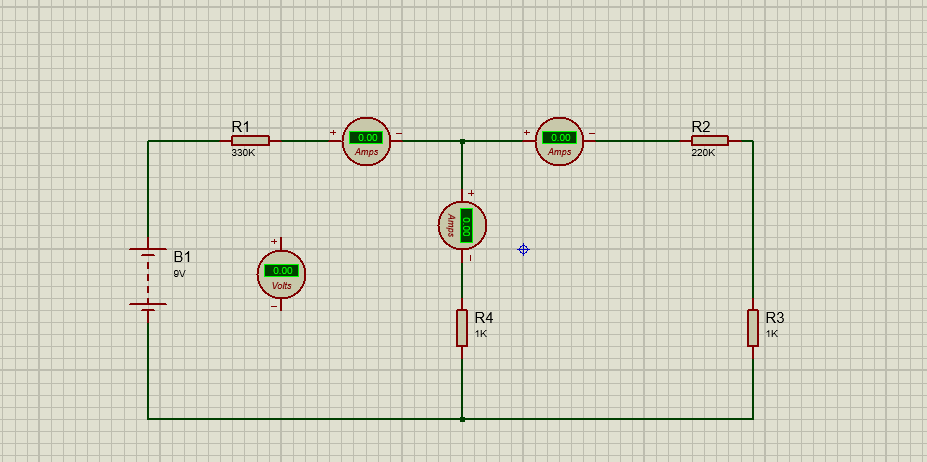 R1
330K
+
0.00
Amps
−
+
0.00
Amps
−
R2
220K
+
0.00
Amps
−
B1
9V
+
0.00
Volts
−
R4
1K
R3
1K